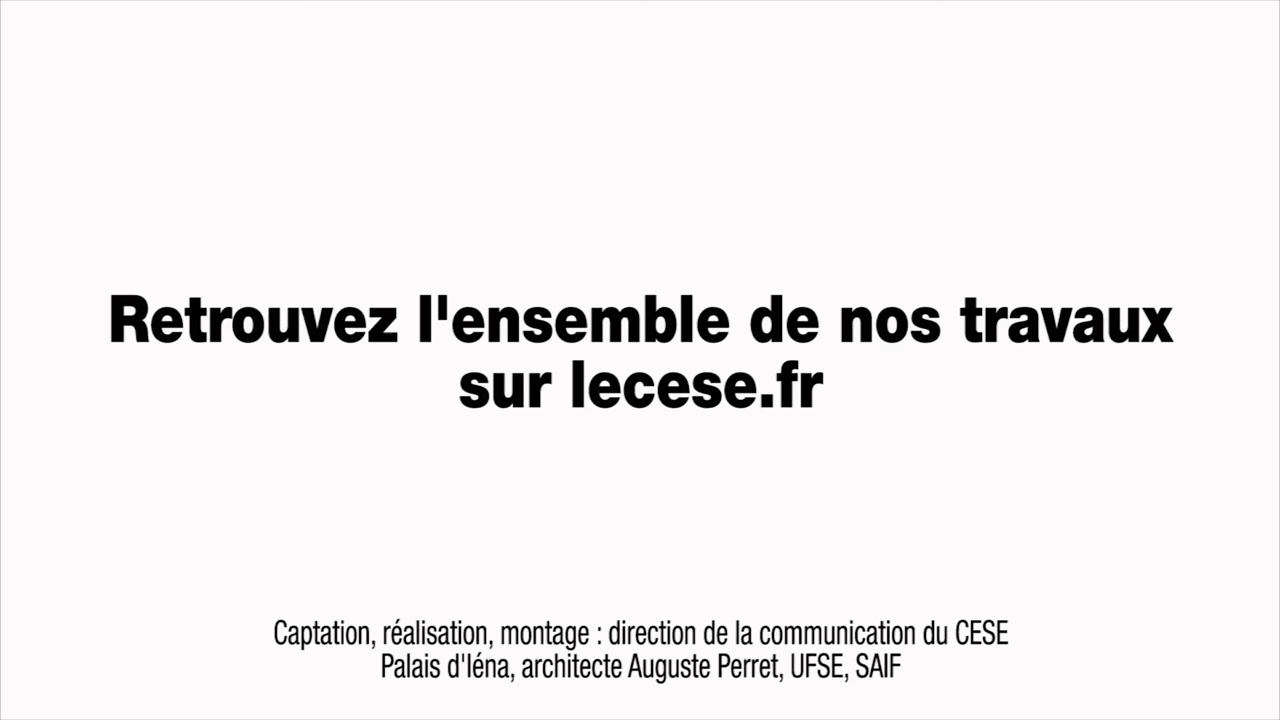 Retrouvez l'ensemble de nos travaux
sur lecese.fr
Captation, réalisation, montage : direction de la communication du CESE
Palais d'Iéna, architecte Auguste Perret, UFSE, SAIF